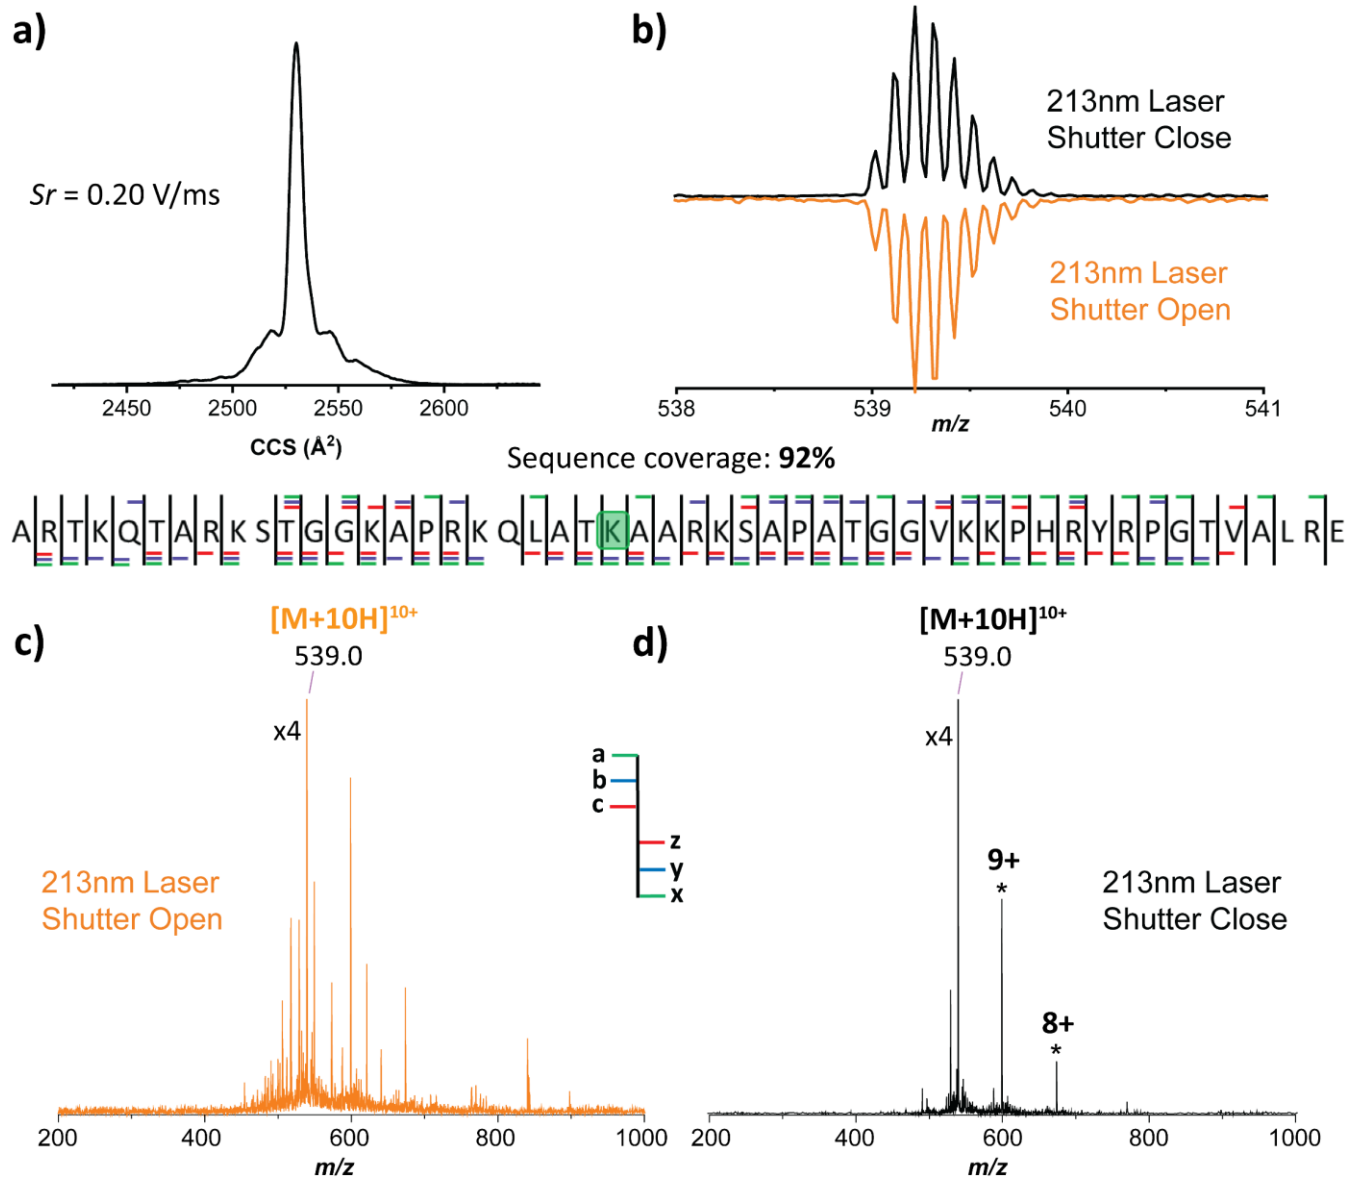 a)
Sr = 0.20 V/ms
2450 2500 2550 2600
CCS (Å²)
b)
213nm Laser
Shutter Close
213nm Laser
Shutter Open
538 539 540 541
m/z
Sequence coverage: 92%
A R T K Q T A R K S T G G K A P R K Q L A T K A A R K S A P A T G G V K K P H R Y R P G T V A L R E
c)
[M+10H]¹⁰⁺
539.0
x4
213nm Laser
Shutter Open
200 400 600 800 1000
m/z
a
b
c
z
y
x
d)
[M+10H]¹⁰⁺
539.0
x4
9+
*
8+
*
213nm Laser
Shutter Close
200 400 600 800 1000
m/z